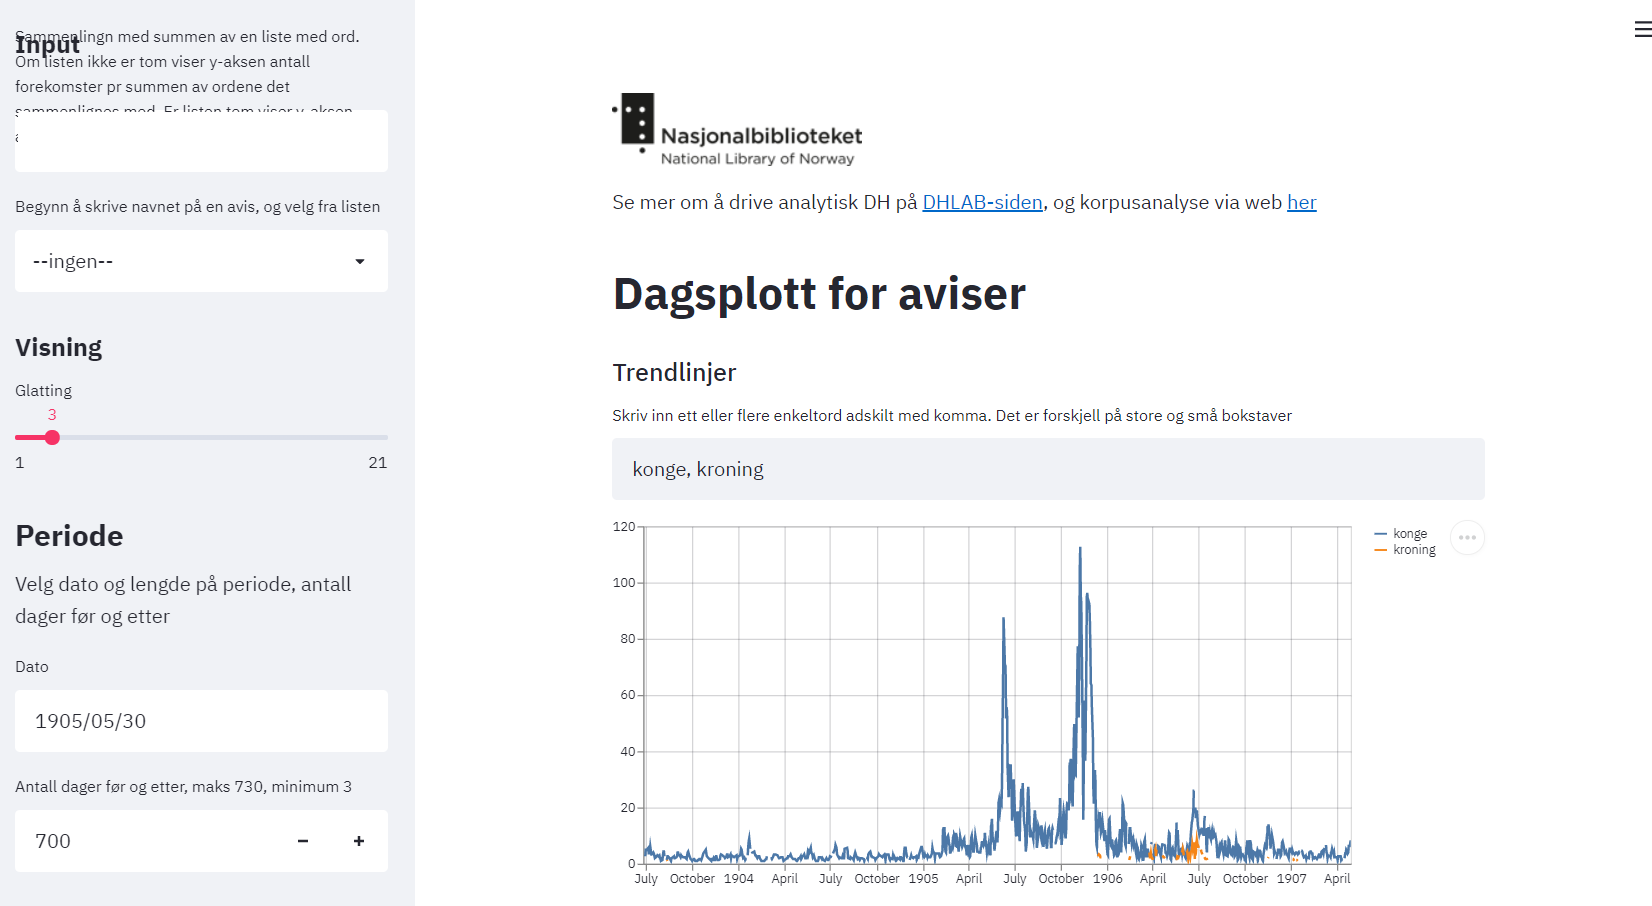 Input
Sammenlingn med summen av en liste med ord.
Om listen ikke er tom viser y-aksen antall
forekomster pr summen av ordene det
sammenlignes med. Er listen tom viser y-aksen
Begynn å skrive navnet på en avis, og velg fra listen
--ingen--
Visning
Glatting
3
1 21
Periode
Velg dato og lengde på periode, antall
dager før og etter
Dato
1905/05/30
Antall dager før og etter, maks 730, minimum 3
700 − +
Nasjonalbiblioteket
National Library of Norway
Se mer om å drive analytisk DH på DHLAB-siden, og korpusanalyse via web her
Dagsplott for aviser
Trendlinjer
Skriv inn ett eller flere enkeltord adskilt med komma. Det er forskjell på store og små bokstaver
konge, kroning
120
100
80
60
40
20
0
July October 1904 April July October 1905 April July October 1906 April July October 1907 April
konge
kroning